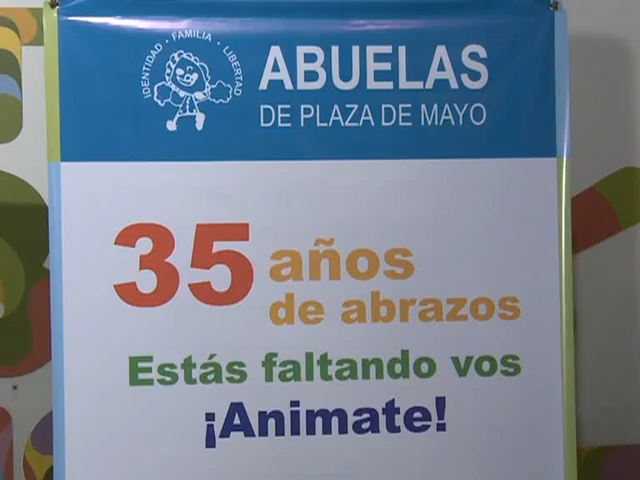 IDENTIDAD · FAMILIA · LIBERTAD
ABUELAS
DE PLAZA DE MAYO
35 años
de abrazos
Estás faltando vos
¡Animate!